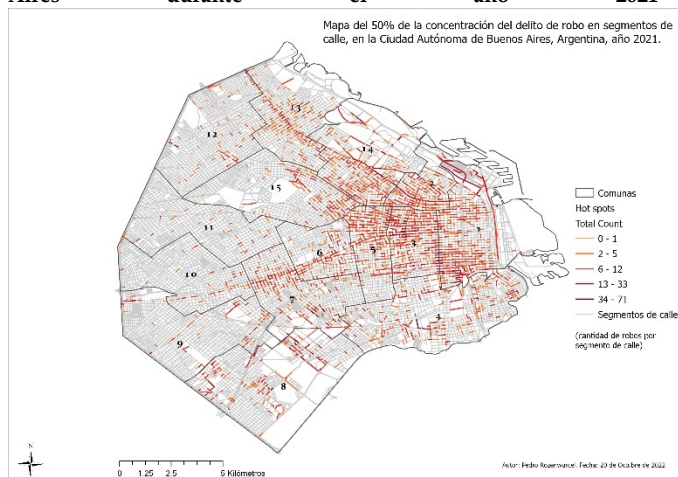 Aires durante el año 2021
Mapa del 50% de la concentración del delito de robo en segmentos de
calle, en la Ciudad Autónoma de Buenos Aires, Argentina, año 2021.
13
12
14
2
15
11
1
5
3
6
10
7
4
9
8
Comunas
Hot spots
Total Count
0 - 1
2 - 5
6 - 12
13 - 33
34 - 71
Segmentos de calle
(cantidad de robos por
segmento de calle)
N
0 1.25 2.5 5 Kilómetros
Autor: Pedro Rozenwurcel. Fecha: 20 de Octubre de 2022